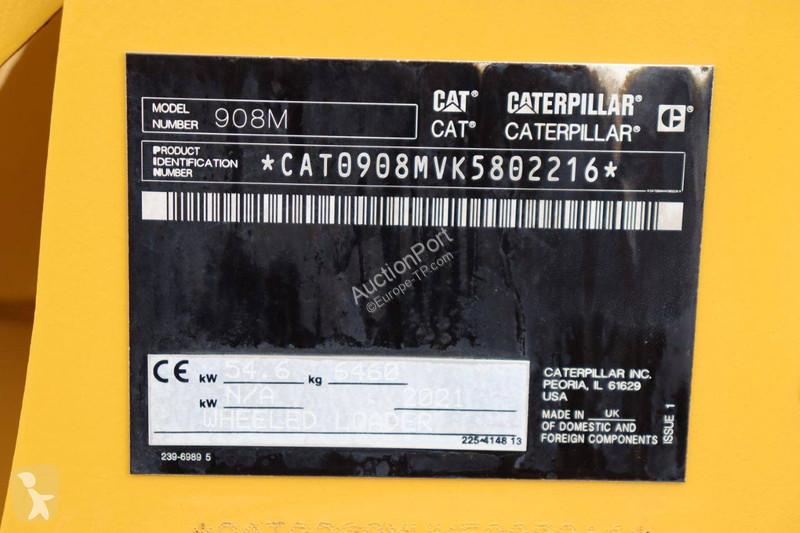 MODEL NUMBER 908M
CAT® CATERPILLAR®
CAT® CATERPILLAR®
PRODUCT IDENTIFICATION NUMBER *CAT0908MVK5802216*
AuctionPort
©Europe-TP.com
CE kW 54.6 kg 6460
kW N/A 2021
WHEELED LOADER
225-4148 13
239-6989 5
CATERPILLAR INC.
PEORIA, IL 61629
USA
MADE IN UK
OF DOMESTIC AND
FOREIGN COMPONENTS
ISSUE 1